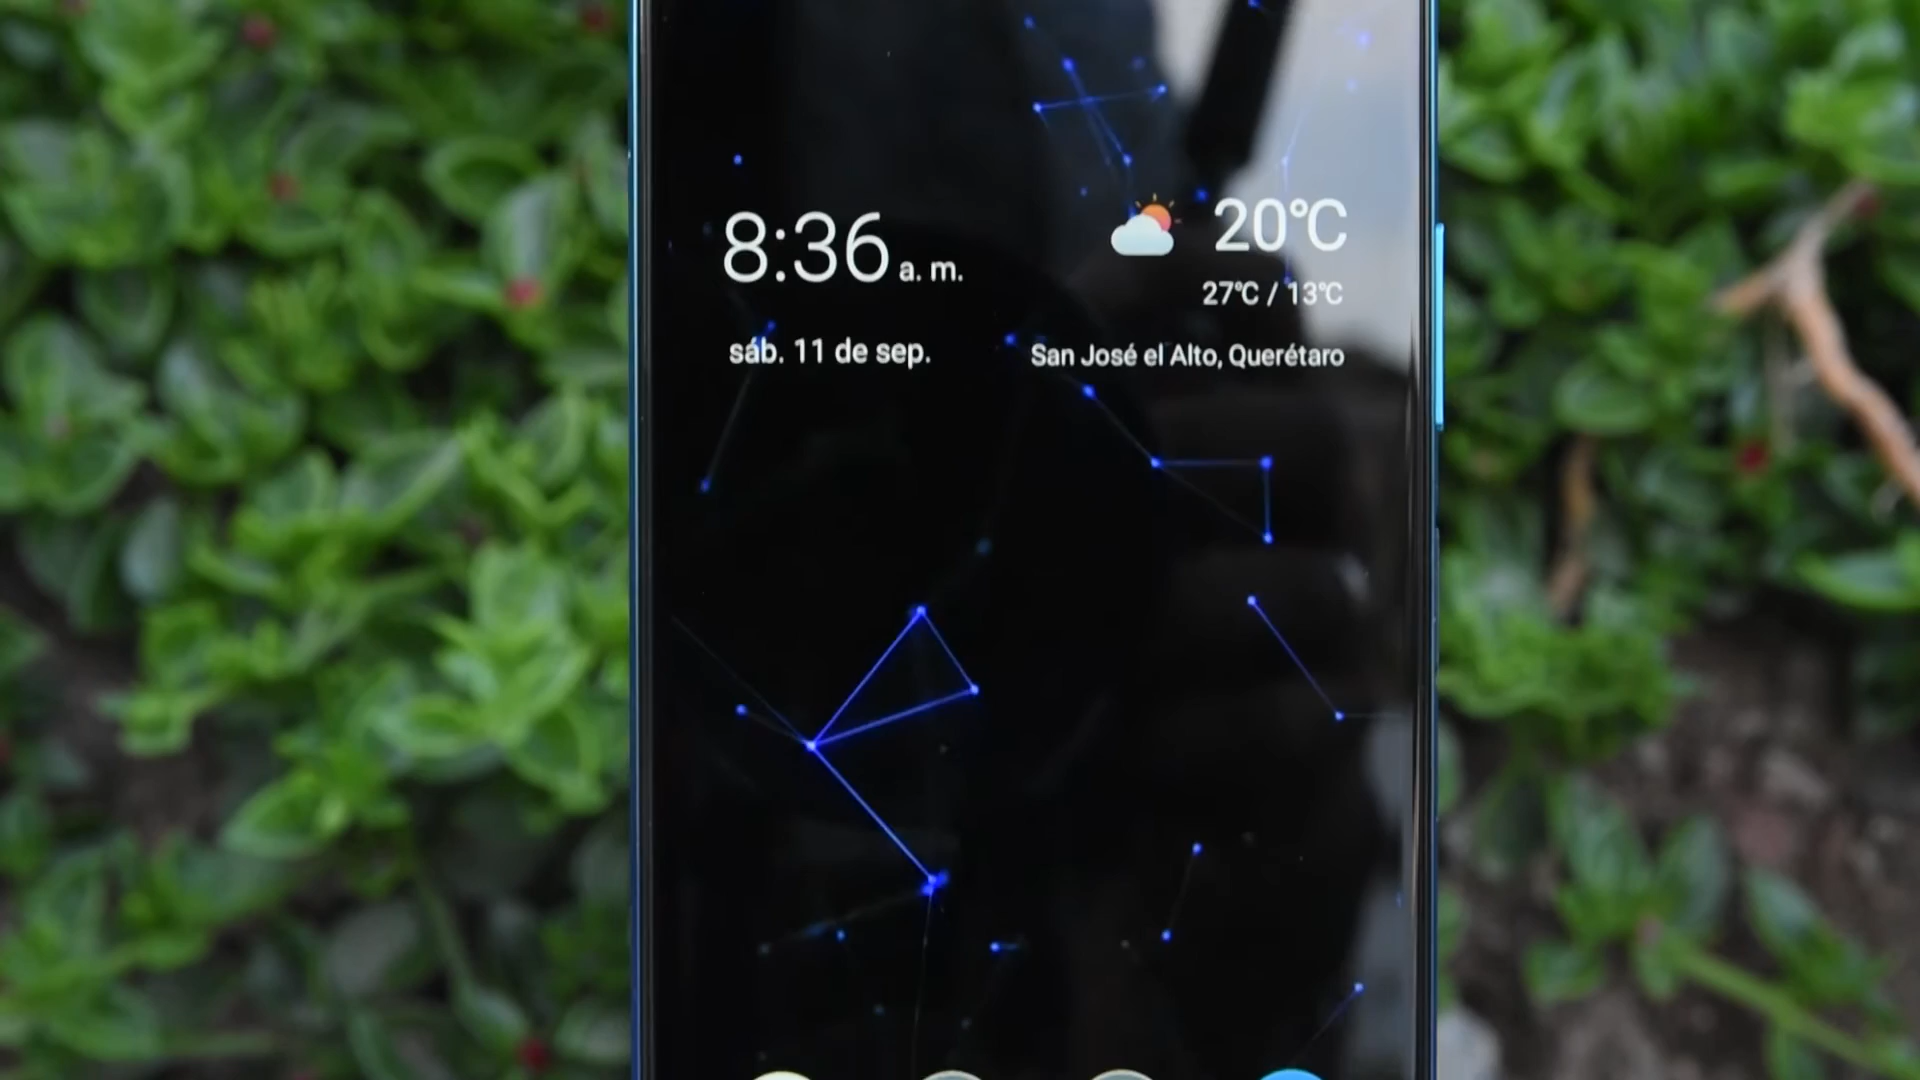 8:36 a. m.
sáb. 11 de sep.
20°C
27°C / 13°C
San José el Alto, Querétaro